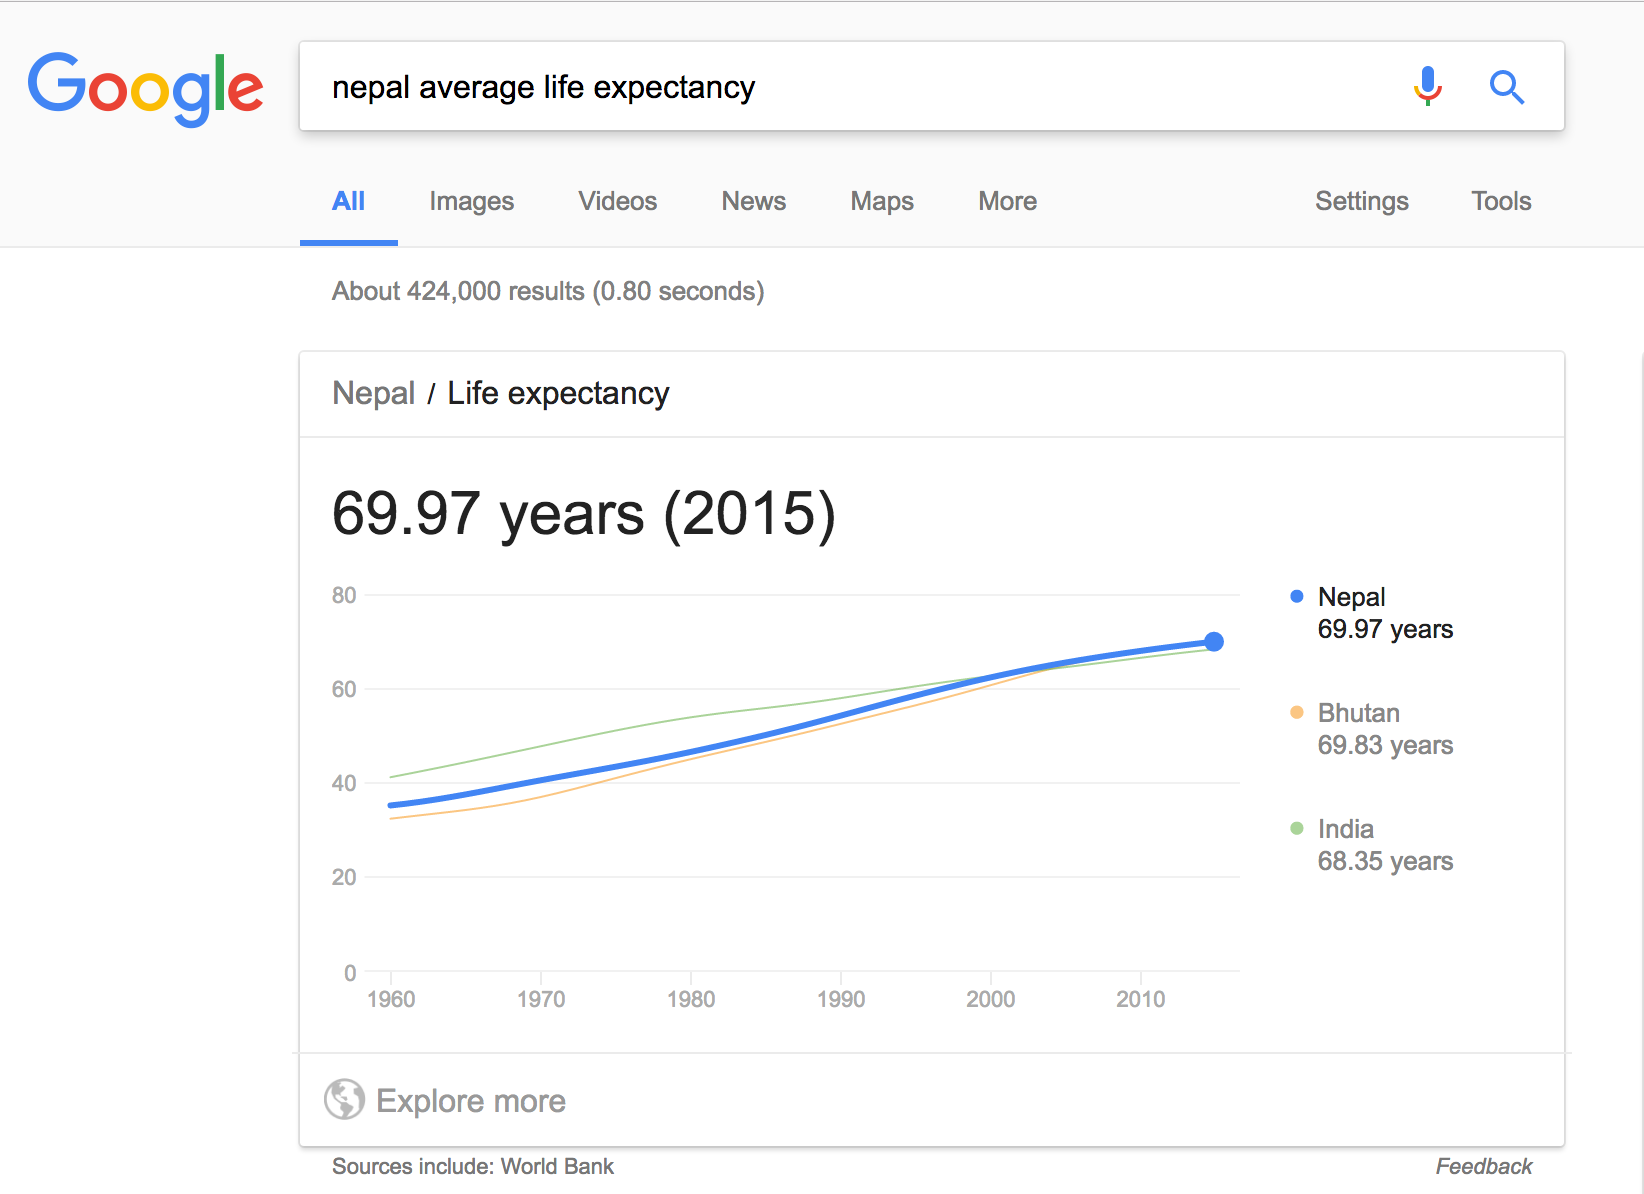 Google
nepal average life expectancy
All Images Videos News Maps More Settings Tools
About 424,000 results (0.80 seconds)
Nepal / Life expectancy
69.97 years (2015)
80
60
40
20
0
1960 1970 1980 1990 2000 2010
Nepal
69.97 years
Bhutan
69.83 years
India
68.35 years
Explore more
Sources include: World Bank
Feedback